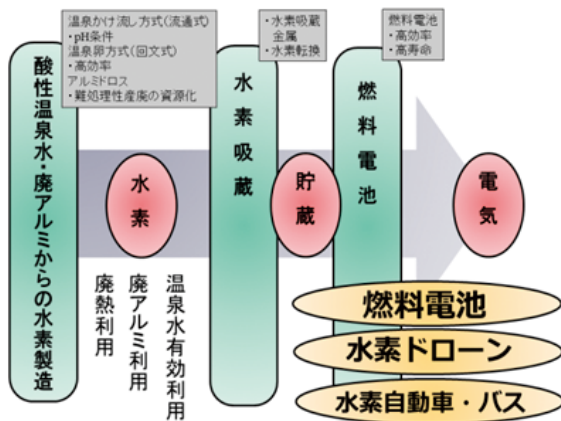 温泉かけ流し方式(流通式)
・pH条件
温泉卵方式(回文式)
・高効率
アルミドロス
・難処理性産廃の資源化
・水素吸蔵
金属
・水素転換
燃料電池
・高効率
・高寿命
酸性温泉水・廃アルミからの水素製造
水素
廃熱利用
廃アルミ利用
温泉水有効利用
水素吸蔵
貯蔵
燃料電池
電気
燃料電池
水素ドローン
水素自動車・バス